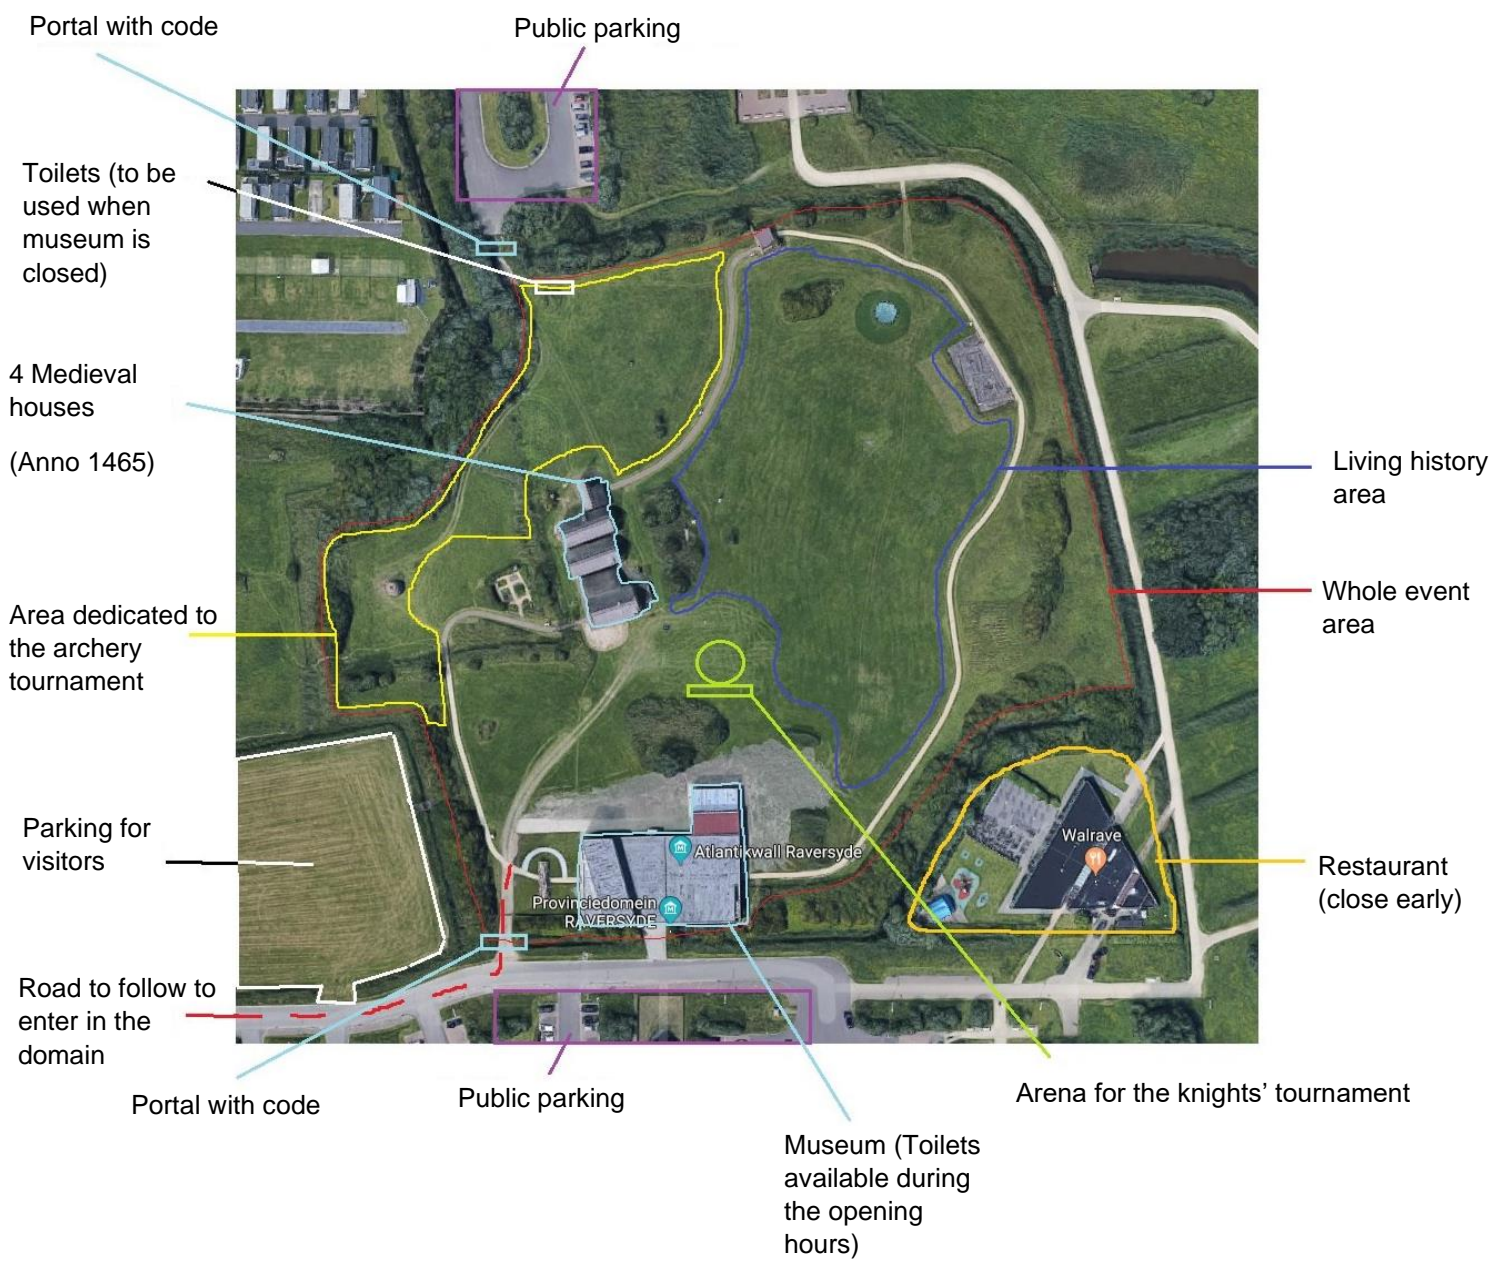 Portal with code
Public parking
Toilets (to be
used when
museum is
closed)
4 Medieval
houses
(Anno 1465)
Living history
area
Whole event
area
Area dedicated to
the archery
tournament
Parking for
visitors
Walrave
Atlantikwall Raversyde
Provinciedomein
RAVERSYDE
Restaurant
(close early)
Road to follow to
enter in the
domain
Portal with code
Public parking
Arena for the knights’ tournament
Museum (Toilets
available during
the opening
hours)